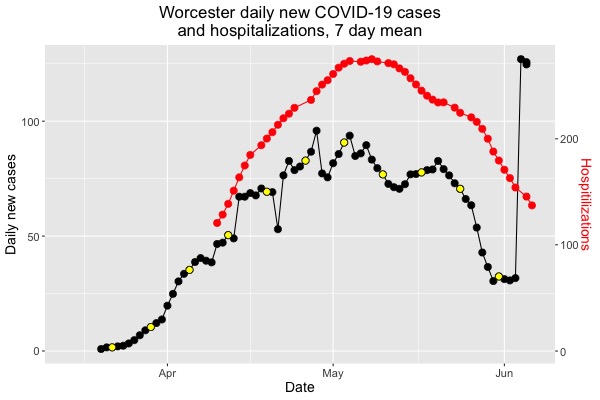 Worcester daily new COVID-19 cases
and hospitalizations, 7 day mean
Daily new cases
100
50
0
200
100
0
Hospitilizations
Apr
May
Jun
Date